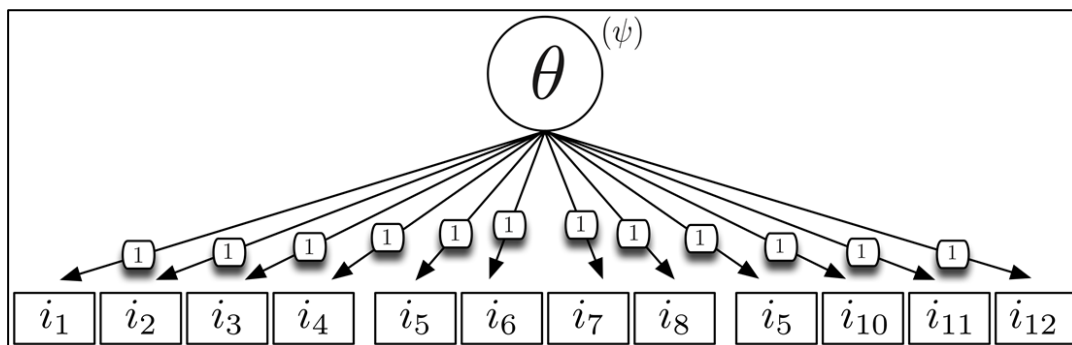 θ (ψ)
1 1 1 1 1 1 1 1 1 1 1 1
i₁ i₂ i₃ i₄ i₅ i₆ i₇ i₈ i₅ i₁₀ i₁₁ i₁₂